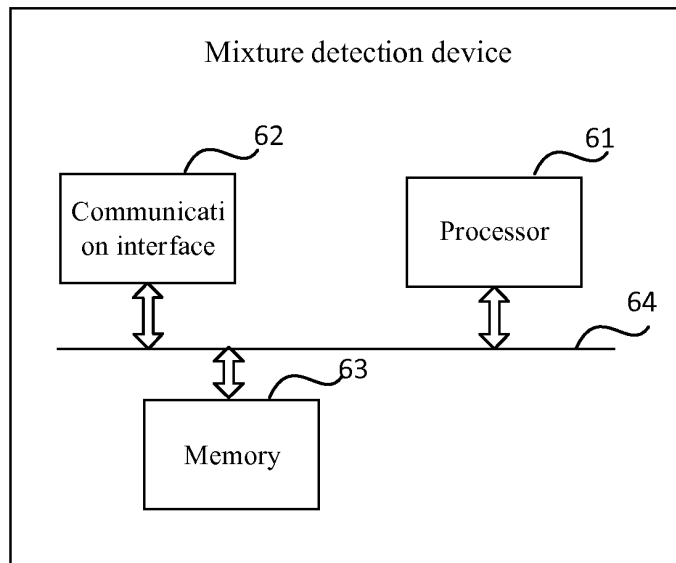 Mixture detection device
62
61
Communicati
on interface
Processor
64
63
Memory